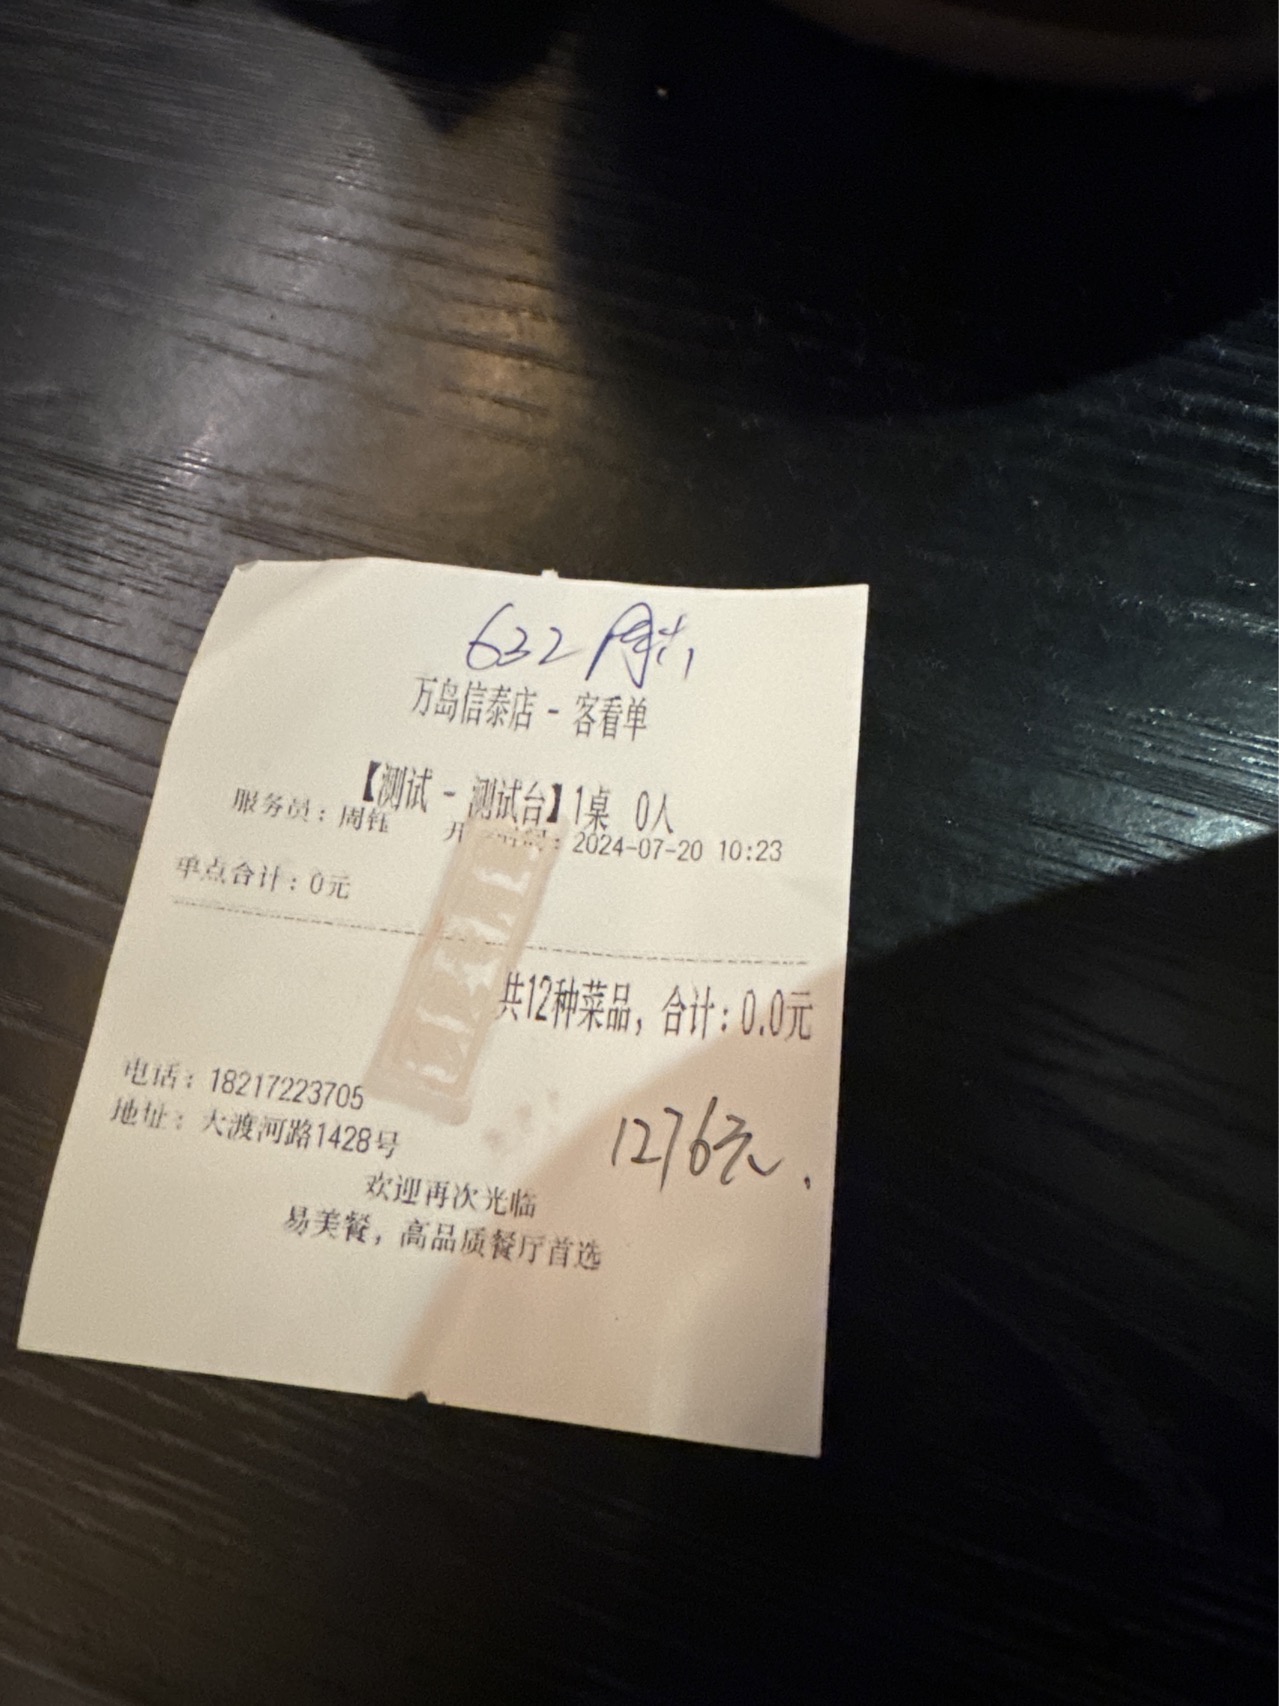 632
万岛信泰店 - 客看单
【测试 - 测试台】1桌 0人
服务员：周钰 开 时间：2024-07-20 10:23
单点合计：0元
共12种菜品，合计：0.0元
电话：18217223705
地址：大渡河路1428号
1276元.
欢迎再次光临
易美餐，高品质餐厅首选